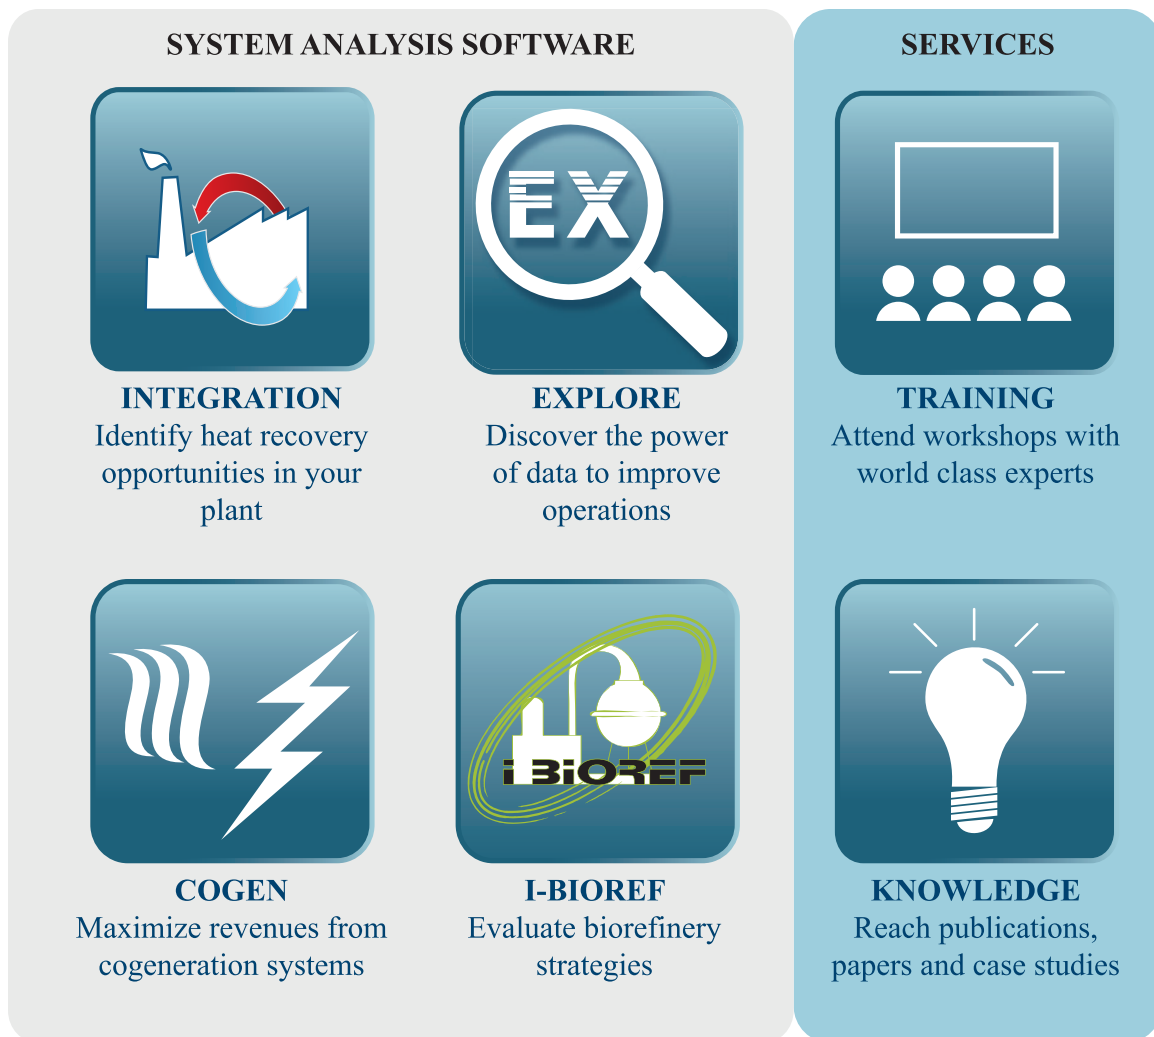 SYSTEM ANALYSIS SOFTWARE
EX
INTEGRATION
Identify heat recovery
opportunities in your
plant
EXPLORE
Discover the power
of data to improve
operations
i BiOREF
COGEN
Maximize revenues from
cogeneration systems
I-BIOREF
Evaluate biorefinery
strategies
SERVICES
TRAINING
Attend workshops with
world class experts
KNOWLEDGE
Reach publications,
papers and case studies